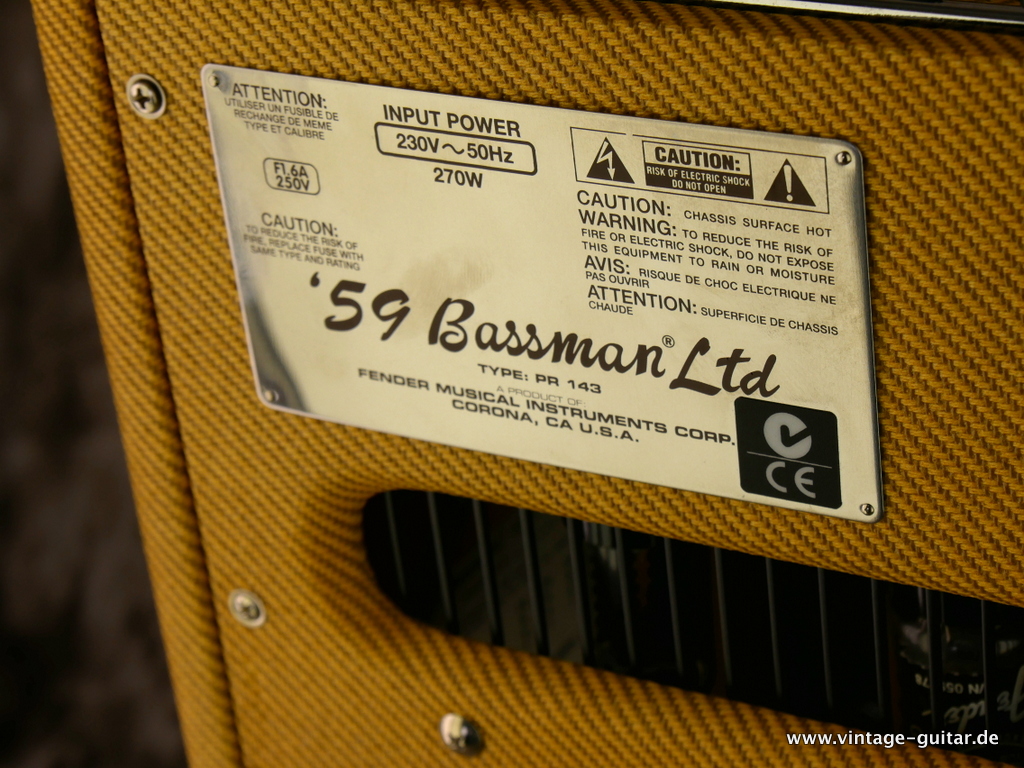 ATTENTION:
UTILISER UN FUSIBLE DE
RECHANGE DE MEME
TYPE ET CALIBRE
F1.6A
250V
CAUTION:
TO REDUCE THE RISK OF
FIRE, REPLACE FUSE WITH
SAME TYPE AND RATING
INPUT POWER
230V~50Hz
270W
CAUTION:
RISK OF ELECTRIC SHOCK
DO NOT OPEN
CAUTION: CHASSIS SURFACE HOT
WARNING: TO REDUCE THE RISK OF
FIRE OR ELECTRIC SHOCK, DO NOT EXPOSE
THIS EQUIPMENT TO RAIN OR MOISTURE
AVIS: RISQUE DE CHOC ELECTRIQUE NE
PAS OUVRIR
ATTENTION: SUPERFICIE DE CHASSIS
CHAUDE
'59 Bassman® Ltd
TYPE: PR 143
A PRODUCT OF:
FENDER MUSICAL INSTRUMENTS CORP.
CORONA, CA U.S.A.
CE
www.vintage-guitar.de